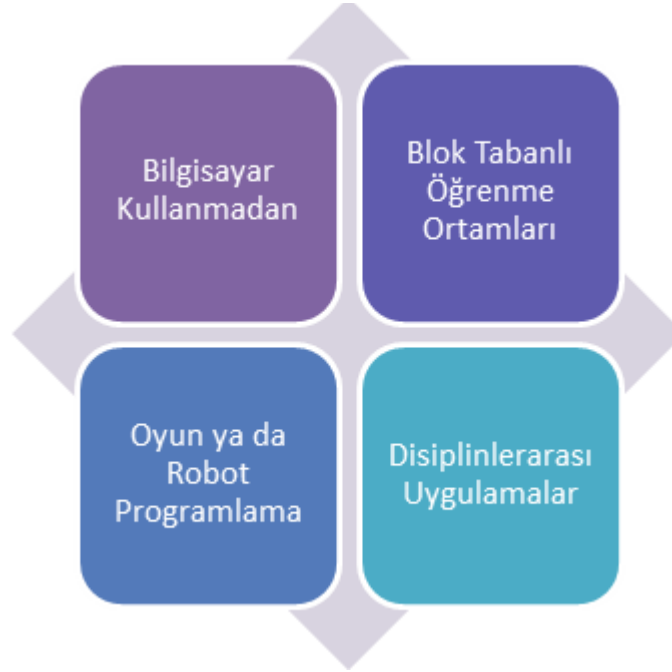 Bilgisayar
Kullanmadan
Blok Tabanlı
Öğrenme
Ortamları
Oyun ya da
Robot
Programlama
Disiplinlerarası
Uygulamalar